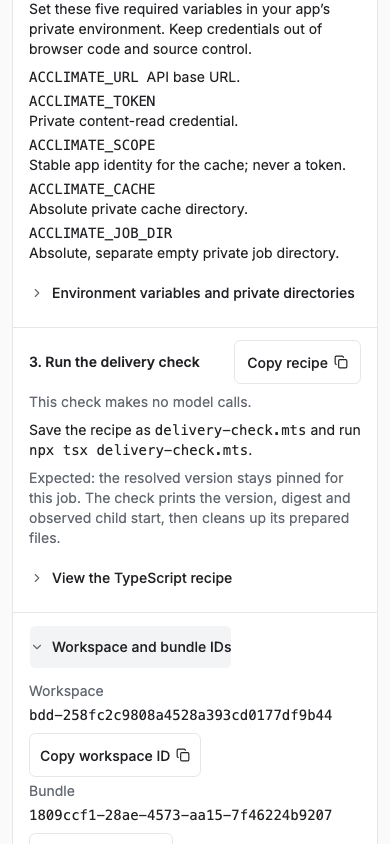 Set these five required variables in your app's
private environment. Keep credentials out of
browser code and source control.
ACCLIMATE_URL API base URL.
ACCLIMATE_TOKEN
Private content-read credential.
ACCLIMATE_SCOPE
Stable app identity for the cache; never a token.
ACCLIMATE_CACHE
Absolute private cache directory.
ACCLIMATE_JOB_DIR
Absolute, separate empty private job directory.
Environment variables and private directories
3. Run the delivery check
Copy recipe
This check makes no model calls.
Save the recipe as delivery-check.mts and run
npx tsx delivery-check.mts.
Expected: the resolved version stays pinned for
this job. The check prints the version, digest and
observed child start, then cleans up its prepared
files.
View the TypeScript recipe
Workspace and bundle IDs
Workspace
bdd-258fc2c9808a4528a393cd0177df9b44
Copy workspace ID
Bundle
1809ccf1-28ae-4573-aa15-7f46224b9207